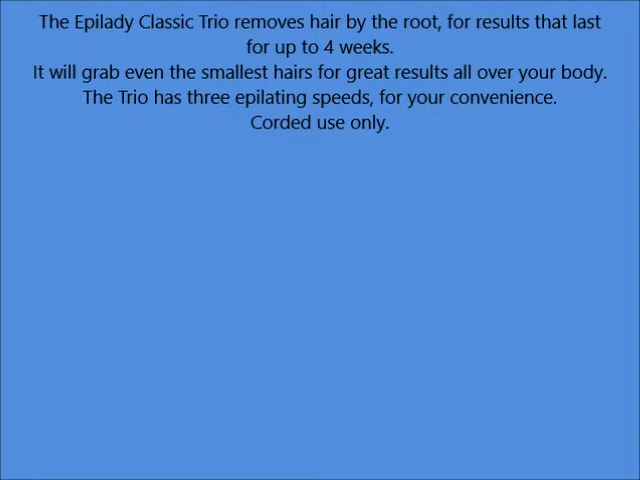 The Epilady Classic Trio removes hair by the root, for results that last
for up to 4 weeks.
It will grab even the smallest hairs for great results all over your body.
The Trio has three epilating speeds, for your convenience.
Corded use only.